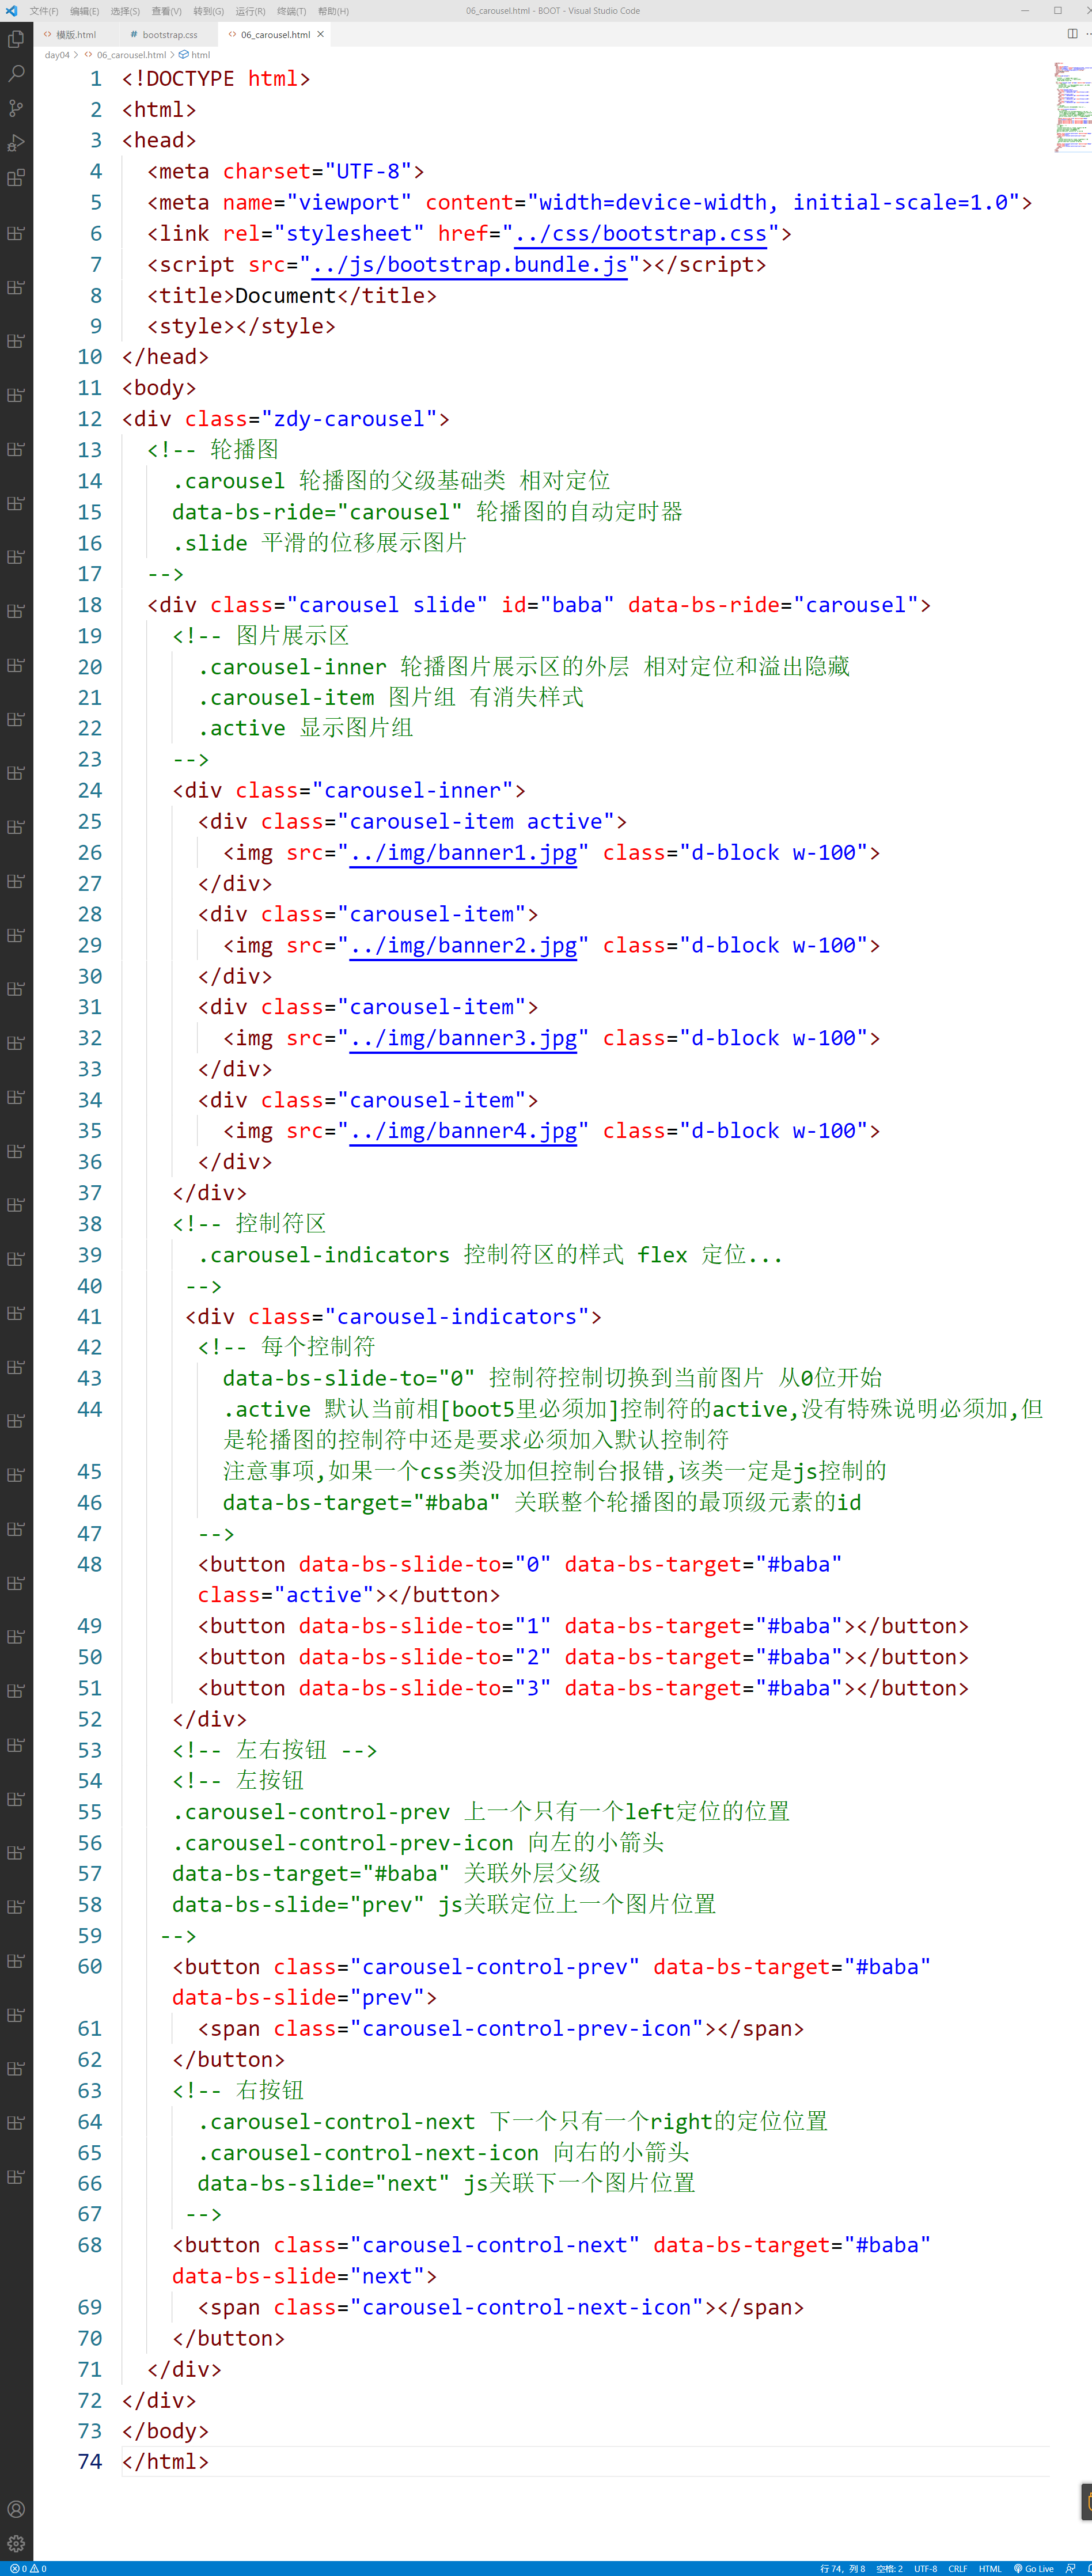 文件(F) 编辑(E) 选择(S) 查看(V) 转到(G) 运行(R) 终端(T) 帮助(H) 06_carousel.html - BOOT - Visual Studio Code
模版.html bootstrap.css 06_carousel.html
day04 > 06_carousel.html > html
1 <!DOCTYPE html>
2 <html>
3 <head>
4 <meta charset="UTF-8">
5 <meta name="viewport" content="width=device-width, initial-scale=1.0">
6 <link rel="stylesheet" href="../css/bootstrap.css">
7 <script src="../js/bootstrap.bundle.js"></script>
8 <title>Document</title>
9 <style></style>
10 </head>
11 <body>
12 <div class="zdy-carousel">
13 <!-- 轮播图
14 .carousel 轮播图的父级基础类 相对定位
15 data-bs-ride="carousel" 轮播图的自动定时器
16 .slide 平滑的位移展示图片
17 -->
18 <div class="carousel slide" id="baba" data-bs-ride="carousel">
19 <!-- 图片展示区
20 .carousel-inner 轮播图片展示区的外层 相对定位和溢出隐藏
21 .carousel-item 图片组 有消失样式
22 .active 显示图片组
23 -->
24 <div class="carousel-inner">
25 <div class="carousel-item active">
26 <img src="../img/banner1.jpg" class="d-block w-100">
27 </div>
28 <div class="carousel-item">
29 <img src="../img/banner2.jpg" class="d-block w-100">
30 </div>
31 <div class="carousel-item">
32 <img src="../img/banner3.jpg" class="d-block w-100">
33 </div>
34 <div class="carousel-item">
35 <img src="../img/banner4.jpg" class="d-block w-100">
36 </div>
37 </div>
38 <!-- 控制符区
39 .carousel-indicators 控制符区的样式 flex 定位...
40 -->
41 <div class="carousel-indicators">
42 <!-- 每个控制符
43 data-bs-slide-to="0" 控制符控制切换到当前图片 从0位开始
44 .active 默认当前相[boot5里必须加]控制符的active,没有特殊说明必须加,但
是轮播图的控制符中还是要求必须加入默认控制符
45 注意事项,如果一个css类没加但控制台报错,该类一定是js控制的
46 data-bs-target="#baba" 关联整个轮播图的最顶级元素的id
47 -->
48 <button data-bs-slide-to="0" data-bs-target="#baba"
class="active"></button>
49 <button data-bs-slide-to="1" data-bs-target="#baba"></button>
50 <button data-bs-slide-to="2" data-bs-target="#baba"></button>
51 <button data-bs-slide-to="3" data-bs-target="#baba"></button>
52 </div>
53 <!-- 左右按钮 -->
54 <!-- 左按钮
55 .carousel-control-prev 上一个只有一个left定位的位置
56 .carousel-control-prev-icon 向左的小箭头
57 data-bs-target="#baba" 关联外层父级
58 data-bs-slide="prev" js关联定位上一个图片位置
59 -->
60 <button class="carousel-control-prev" data-bs-target="#baba"
data-bs-slide="prev">
61 <span class="carousel-control-prev-icon"></span>
62 </button>
63 <!-- 右按钮
64 .carousel-control-next 下一个只有一个right的定位位置
65 .carousel-control-next-icon 向右的小箭头
66 data-bs-slide="next" js关联下一个图片位置
67 -->
68 <button class="carousel-control-next" data-bs-target="#baba"
data-bs-slide="next">
69 <span class="carousel-control-next-icon"></span>
70 </button>
71 </div>
72 </div>
73 </body>
74 </html>
0 0 行 74, 列 8 空格: 2 UTF-8 CRLF HTML Go Live